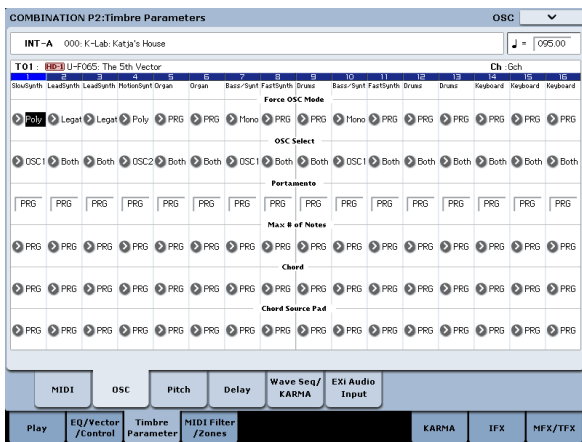 COMBINATION P2:Timbre Parameters OSC
INT-A 000: K-Lab: Katja's House ♩ = 095.00
T01 : HD-1 U-F065: The 5th Vector Ch :Gch
1 2 3 4 5 6 7 8 9 10 11 12 13 14 15 16
SlowSynth LeadSynth LeadSynth MotionSynt Organ Organ Bass/Synt FastSynth Drums Bass/Synt FastSynth Drums Drums Keyboard Keyboard Keyboard
Force OSC Mode
Poly Legat Legat Poly PRG PRG Mono PRG PRG Mono PRG PRG PRG PRG PRG PRG
OSC Select
OSC1 Both Both OSC2 Both Both OSC1 Both Both OSC1 Both Both Both Both Both Both
Portamento
PRG PRG PRG PRG PRG PRG PRG PRG PRG PRG PRG PRG PRG PRG PRG PRG
Max # of Notes
PRG PRG PRG PRG PRG PRG PRG PRG PRG PRG PRG PRG PRG PRG PRG PRG
Chord
PRG PRG PRG PRG PRG PRG PRG PRG PRG PRG PRG PRG PRG PRG PRG PRG
Chord Source Pad
PRG PRG PRG PRG PRG PRG PRG PRG PRG PRG PRG PRG PRG PRG PRG PRG
MIDI OSC Pitch Delay Wave Seq/ EXi Audio
KARMA Input
Play EQ/Vector Timbre MIDI Filter KARMA IFX MFX/TFX
/Control Parameter /Zones